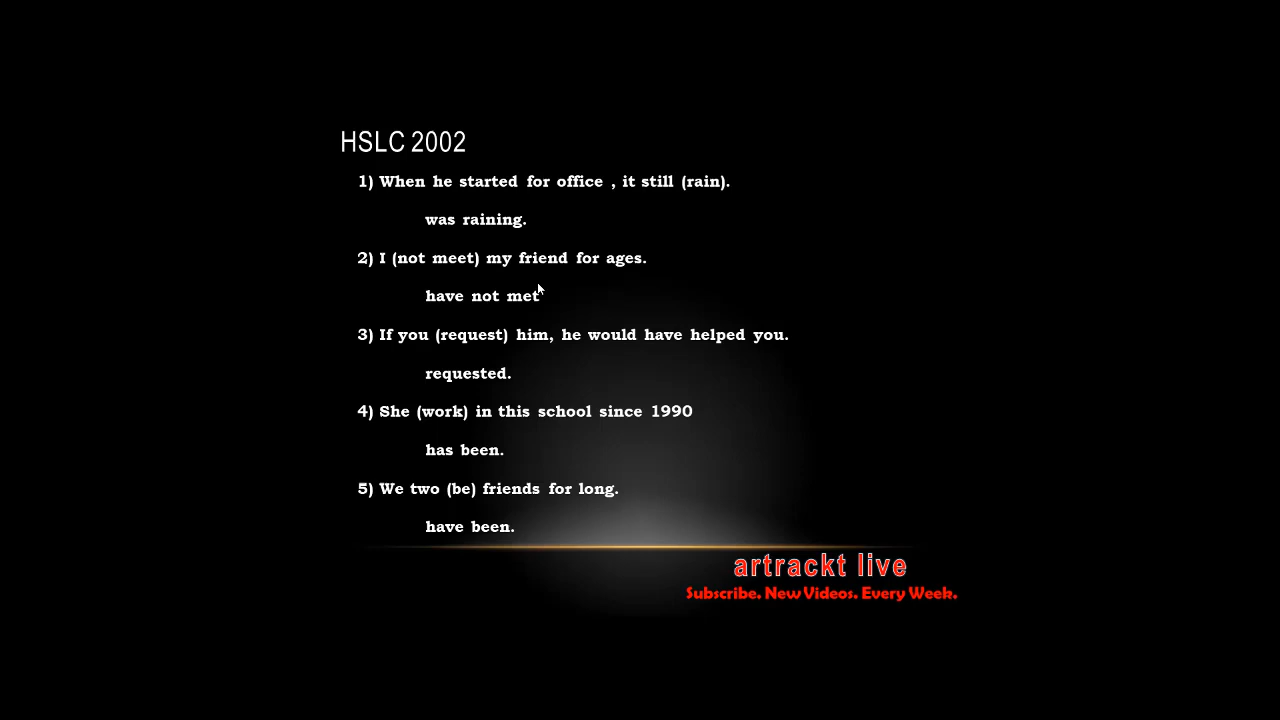 HSLC 2002
1) When he started for office , it still (rain).
was raining.
2) I (not meet) my friend for ages.
have not met
3) If you (request) him, he would have helped you.
requested.
4) She (work) in this school since 1990
has been.
5) We two (be) friends for long.
have been.
artrackt live
Subscribe. New Videos. Every Week.